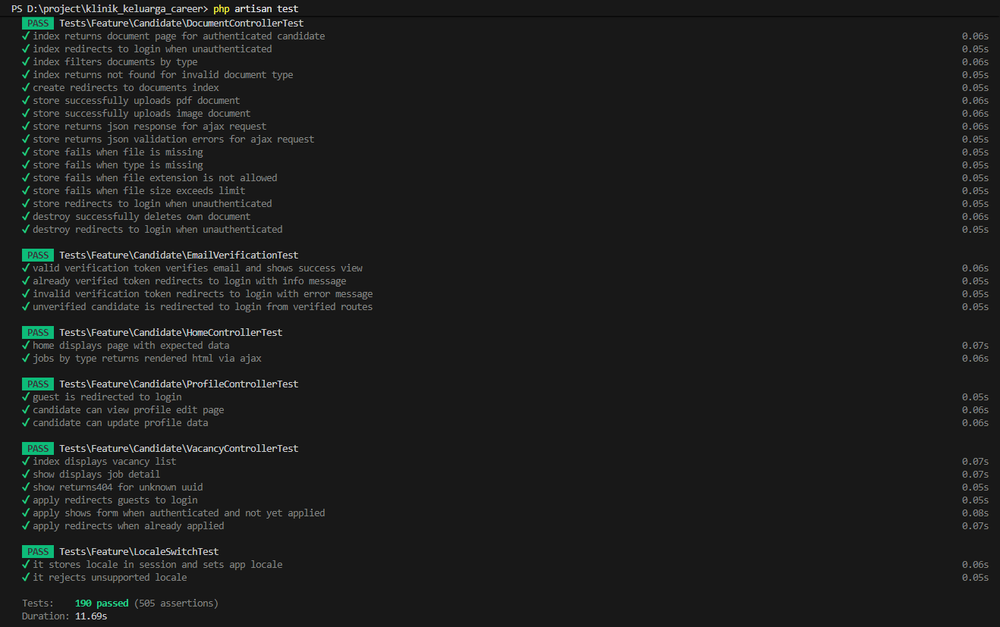 PS D:\project\klinik_keluarga_career> php artisan test
PASS Tests\Feature\Candidate\DocumentControllerTest
✓ index returns document page for authenticated candidate 0.06s
✓ index redirects to login when unauthenticated 0.05s
✓ index filters documents by type 0.06s
✓ index returns not found for invalid document type 0.05s
✓ create redirects to documents index 0.05s
✓ store successfully uploads pdf document 0.06s
✓ store successfully uploads image document 0.06s
✓ store returns json response for ajax request 0.06s
✓ store returns json validation errors for ajax request 0.05s
✓ store fails when file is missing 0.05s
✓ store fails when type is missing 0.05s
✓ store fails when file extension is not allowed 0.05s
✓ store fails when file size exceeds limit 0.05s
✓ store redirects to login when unauthenticated 0.05s
✓ destroy successfully deletes own document 0.06s
✓ destroy redirects to login when unauthenticated 0.05s
PASS Tests\Feature\Candidate\EmailVerificationTest
✓ valid verification token verifies email and shows success view 0.06s
✓ already verified token redirects to login with info message 0.05s
✓ invalid verification token redirects to login with error message 0.05s
✓ unverified candidate is redirected to login from verified routes 0.05s
PASS Tests\Feature\Candidate\HomeControllerTest
✓ home displays page with expected data 0.07s
✓ jobs by type returns rendered html via ajax 0.06s
PASS Tests\Feature\Candidate\ProfileControllerTest
✓ guest is redirected to login 0.05s
✓ candidate can view profile edit page 0.06s
✓ candidate can update profile data 0.06s
PASS Tests\Feature\Candidate\VacancyControllerTest
✓ index displays vacancy list 0.07s
✓ show displays job detail 0.07s
✓ show returns404 for unknown uuid 0.05s
✓ apply redirects guests to login 0.05s
✓ apply shows form when authenticated and not yet applied 0.08s
✓ apply redirects when already applied 0.07s
PASS Tests\Feature\LocaleSwitchTest
✓ it stores locale in session and sets app locale 0.06s
✓ it rejects unsupported locale 0.05s
Tests: 190 passed (505 assertions)
Duration: 11.69s